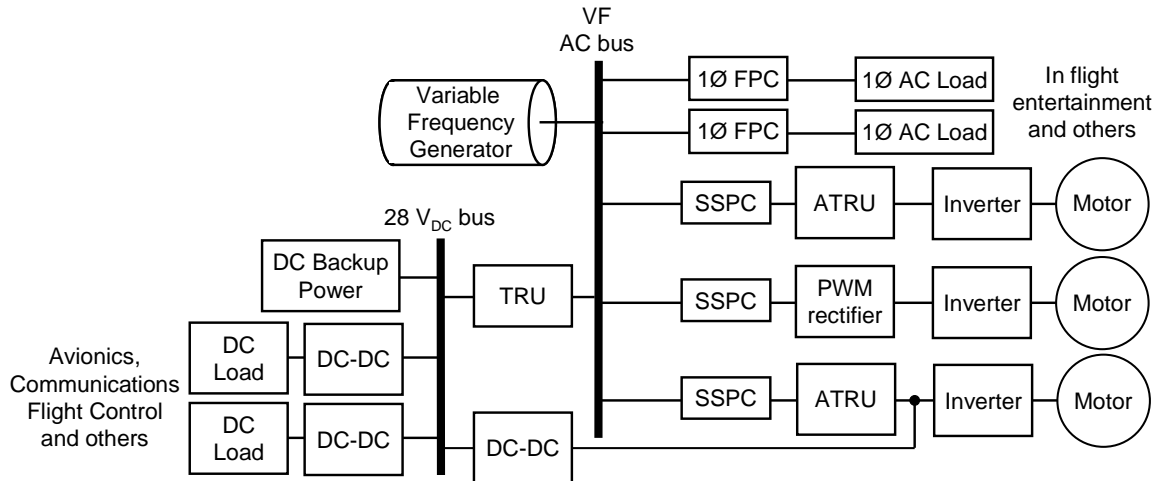 VF
AC bus
Variable
Frequency
Generator
1Ø FPC
1Ø AC Load
1Ø FPC
1Ø AC Load
In flight
entertainment
and others
SSPC
ATRU
Inverter
Motor
28 VDC bus
DC Backup
Power
TRU
SSPC
PWM
rectifier
Inverter
Motor
Avionics,
Communications
Flight Control
and others
DC
Load
DC-DC
DC
Load
DC-DC
DC-DC
SSPC
ATRU
Inverter
Motor